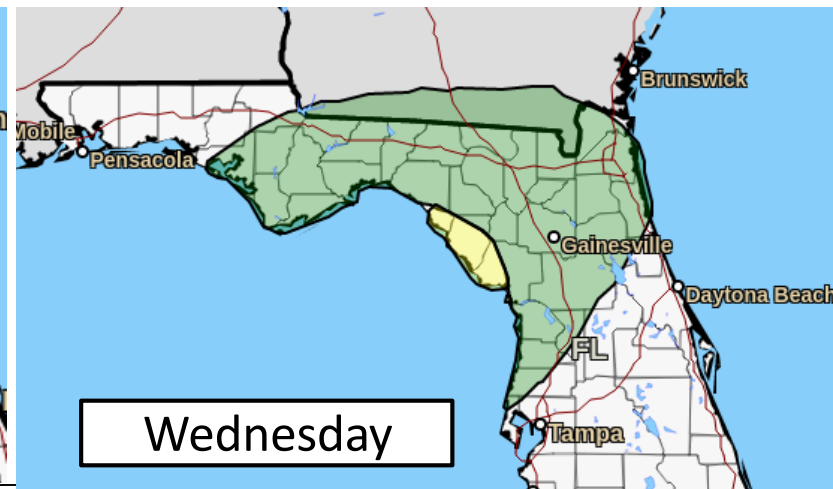 Brunswick
Mobile
Pensacola
Gainesville
Daytona Beach
FL
Wednesday
Tampa